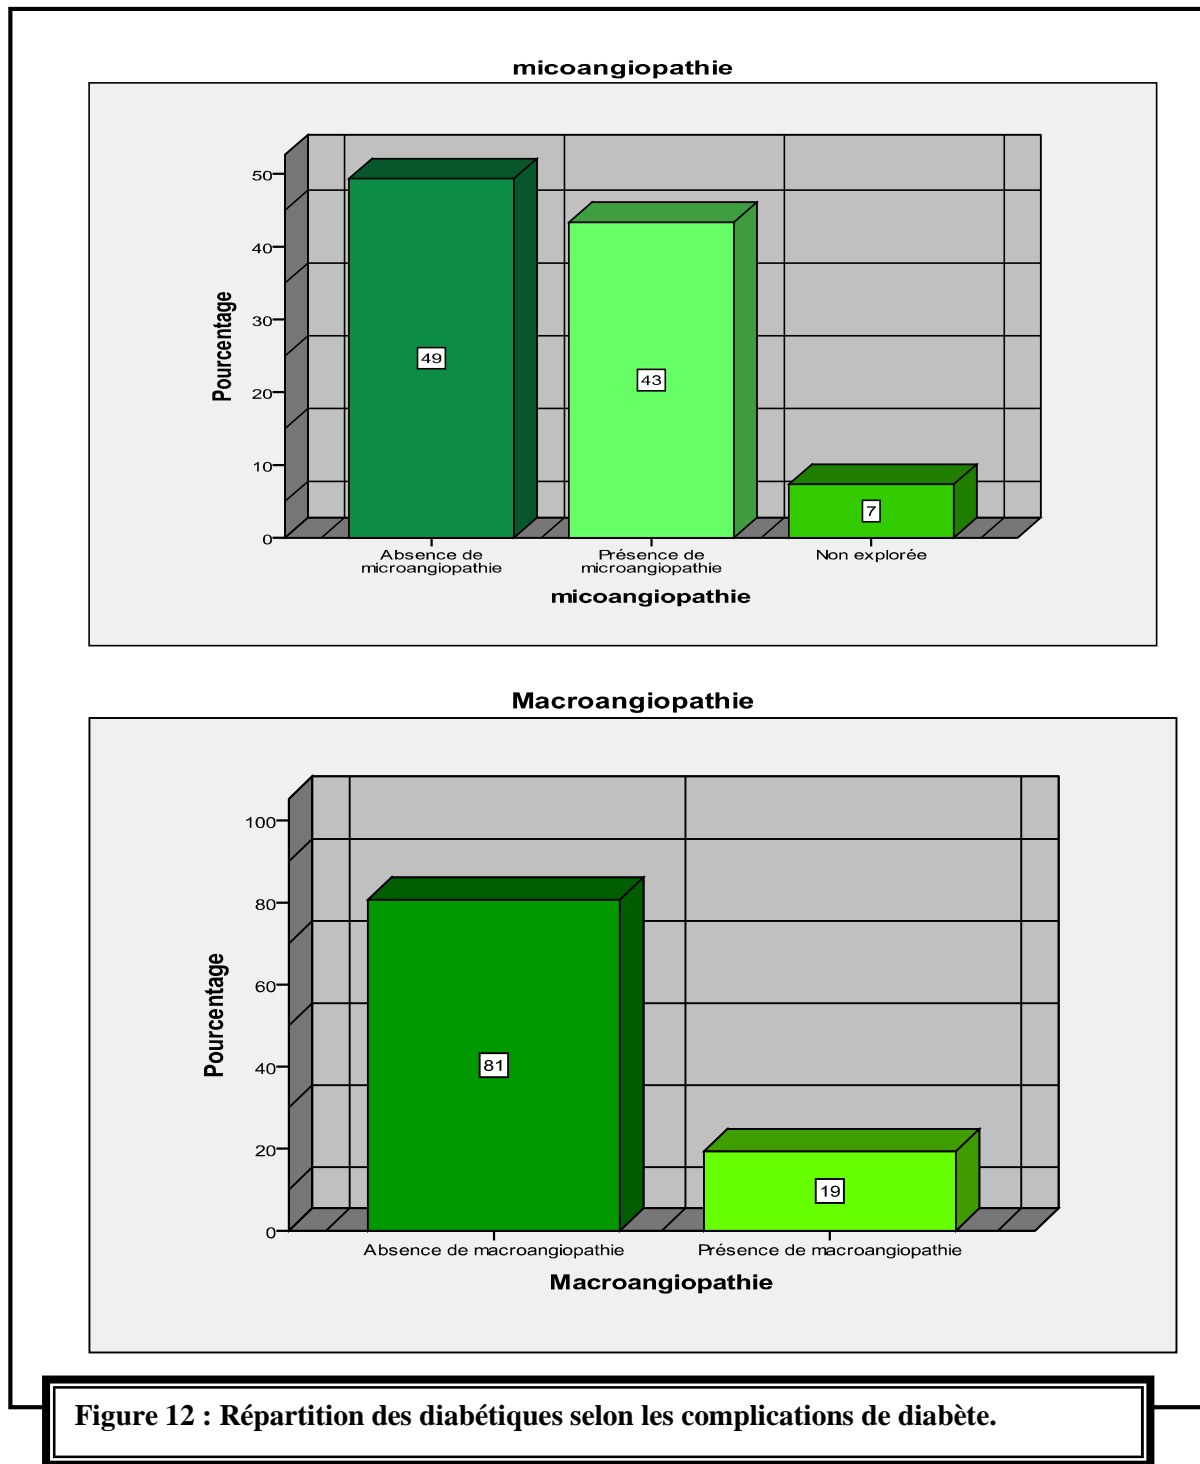 micoangiopathie
Pourcentage
50
40
30
20
10
0
49
43
7
Absence de
microangiopathie
Présence de
microangiopathie
Non explorée
micoangiopathie
Macroangiopathie
Pourcentage
100
80
60
40
20
0
81
19
Absence de macroangiopathie
Présence de macroangiopathie
Macroangiopathie
Figure 12 : Répartition des diabétiques selon les complications de diabète.